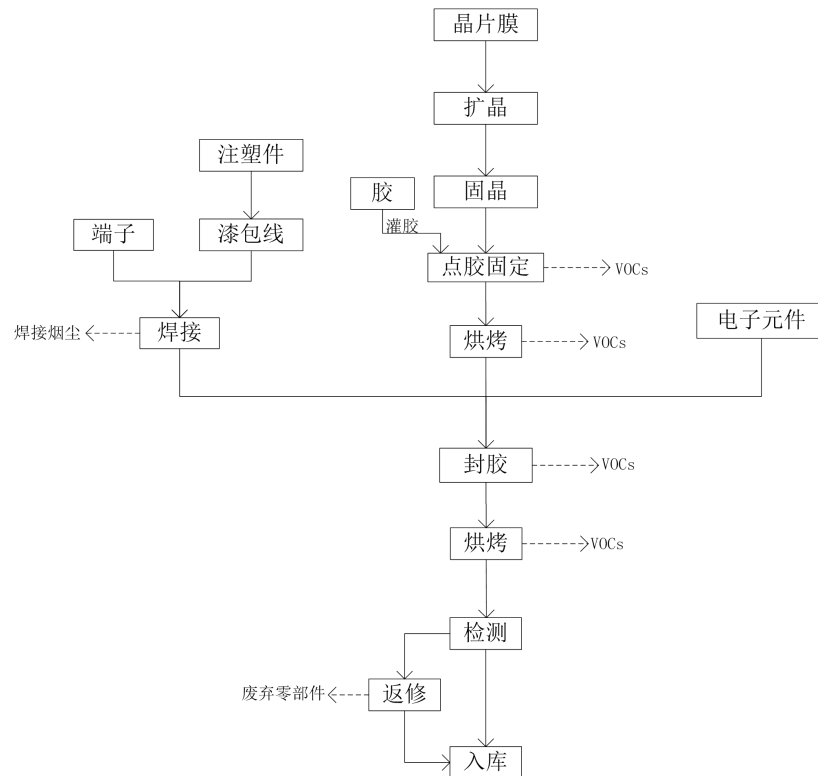 晶片膜
扩晶
注塑件
胶
固晶
灌胶
端子
漆包线
点胶固定
VOCs
焊接烟尘
焊接
烘烤
VOCs
电子元件
封胶
VOCs
烘烤
VOCs
检测
废弃零部件
返修
入库